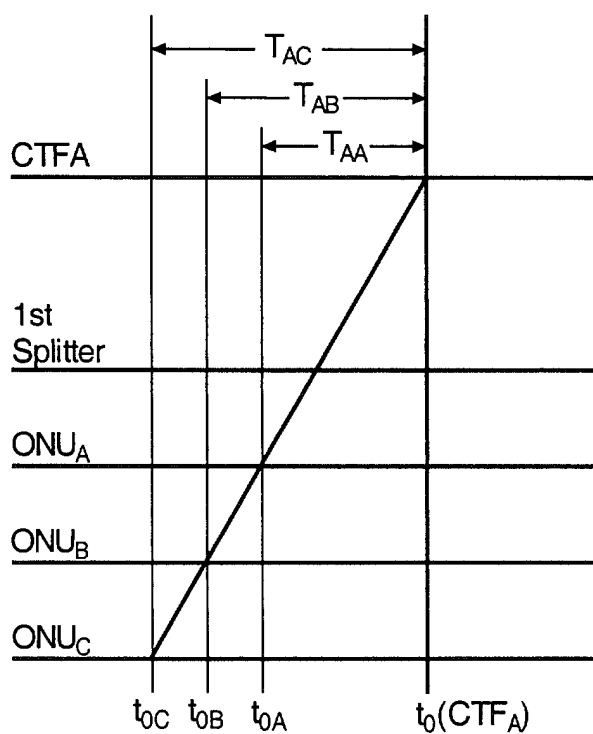 T_AC
T_AB
T_AA
CTFA
1st
Splitter
ONU_A
ONU_B
ONU_C
t_0C t_0B t_0A t_0(CTF_A)